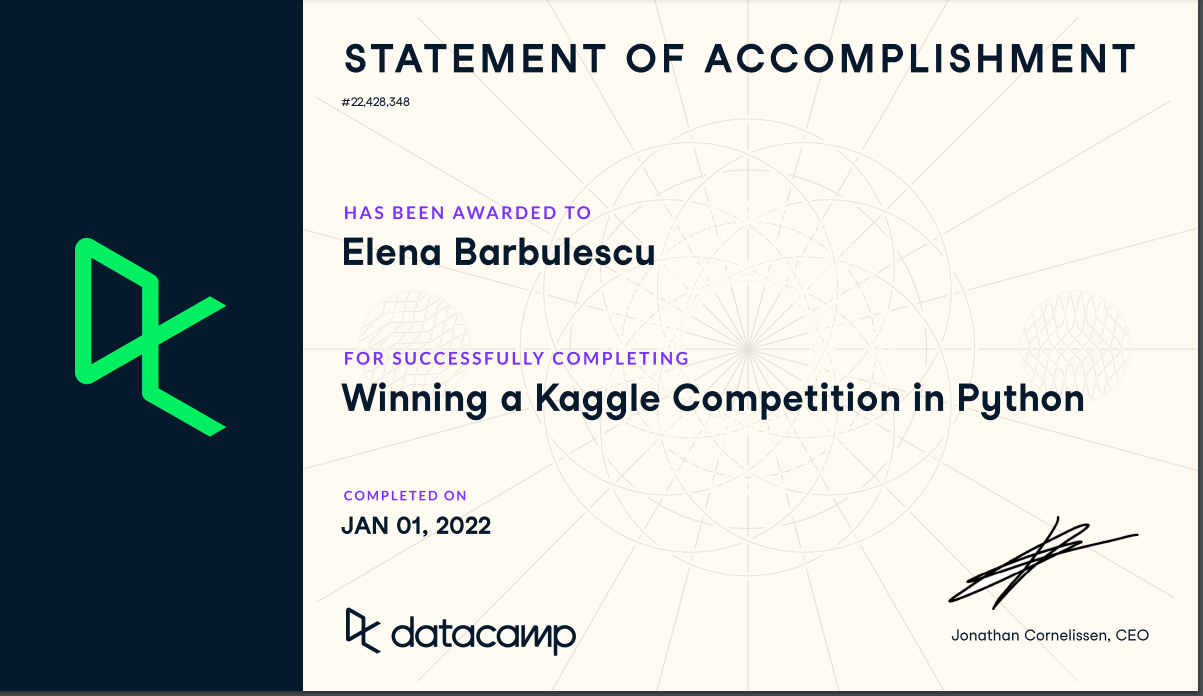 STATEMENT OF ACCOMPLISHMENT
#22,428,348
HAS BEEN AWARDED TO
Elena Barbulescu
FOR SUCCESSFULLY COMPLETING
Winning a Kaggle Competition in Python
COMPLETED ON
JAN 01, 2022
datacamp
Jonathan Cornelissen, CEO